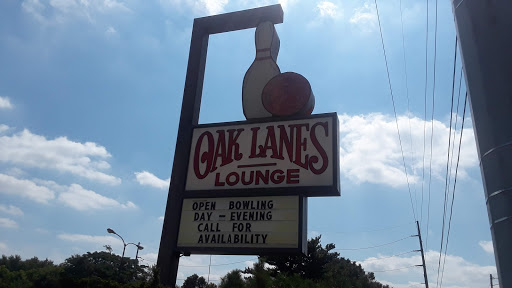 OAK LANES
LOUNGE
OPEN BOWLING
DAY - EVENING
CALL FOR
AVAILABILITY